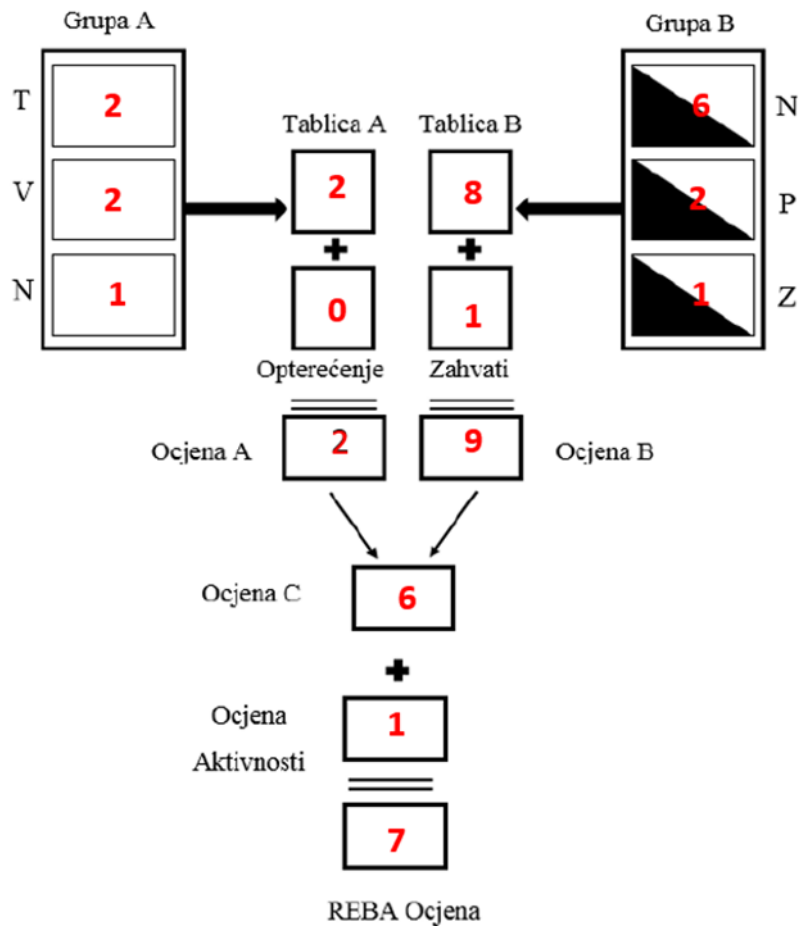 Grupa A
Grupa B
T
2
6
N
Tablica A
Tablica B
V
2
2
8
2
P
N
1
0
1
1
Z
Opterećenje
Zahvati
Ocjena A
2
9
Ocjena B
Ocjena C
6
Ocjena
Aktivnosti
1
7
REBA Ocjena